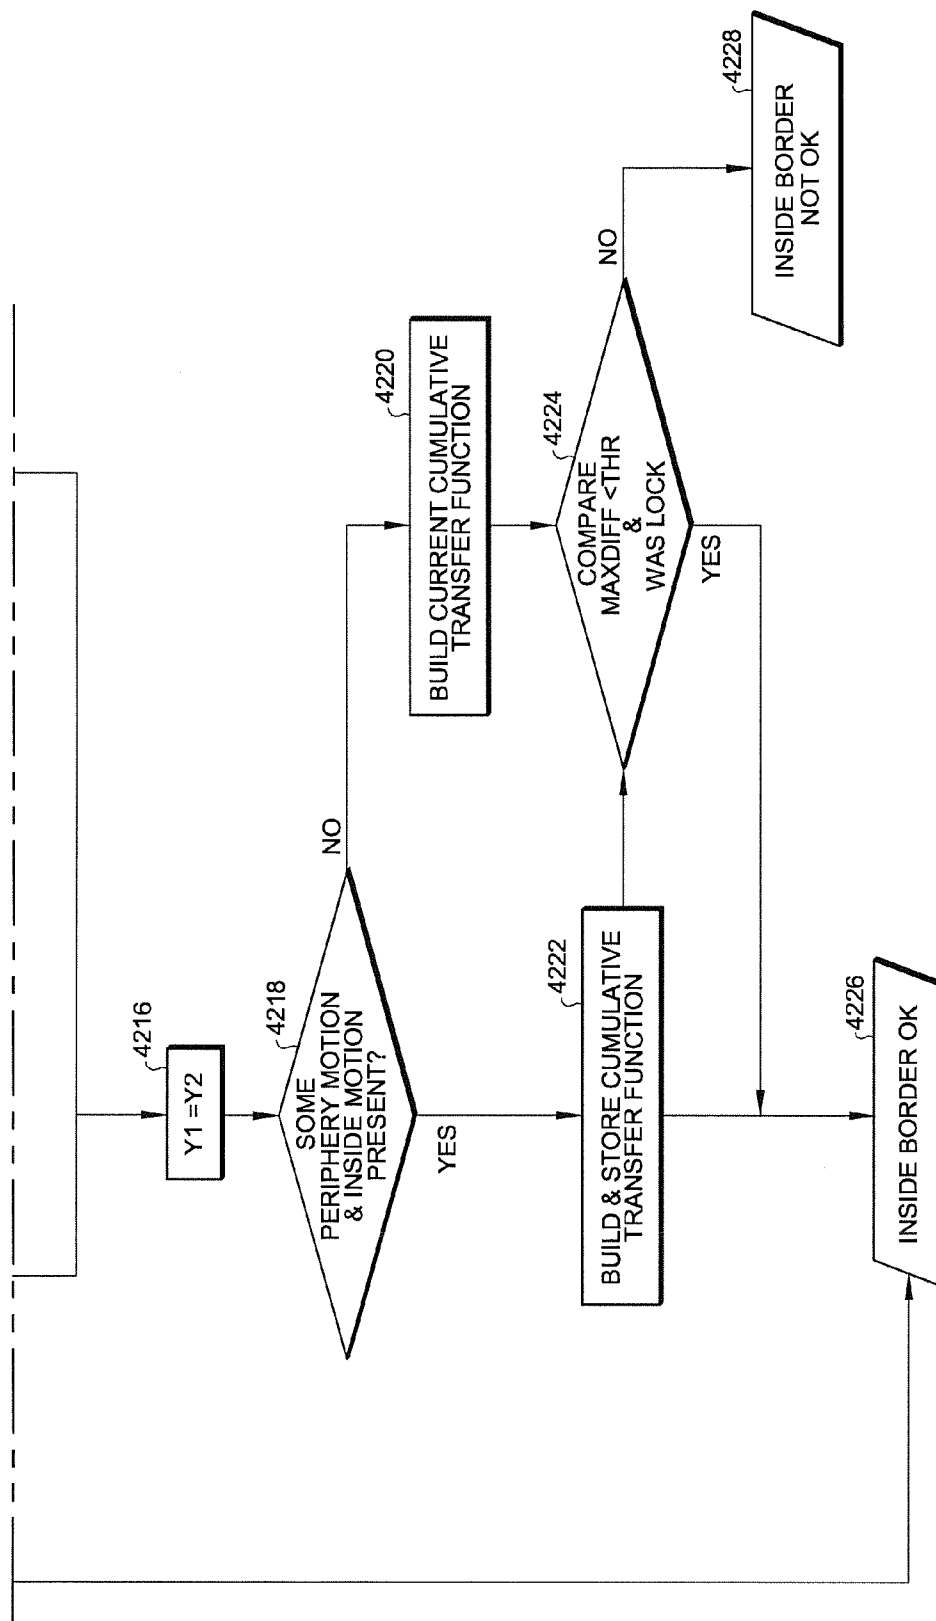 4216
Y1 =Y2
4218
SOME
PERIPHERY MOTION
& INSIDE MOTION
PRESENT?
NO
YES
4220
BUILD CURRENT CUMULATIVE
TRANSFER FUNCTION
4222
BUILD & STORE CUMULATIVE
TRANSFER FUNCTION
4224
COMPARE
MAXDIFF <THR
&
WAS LOCK
NO
YES
4226
INSIDE BORDER OK
4228
INSIDE BORDER
NOT OK